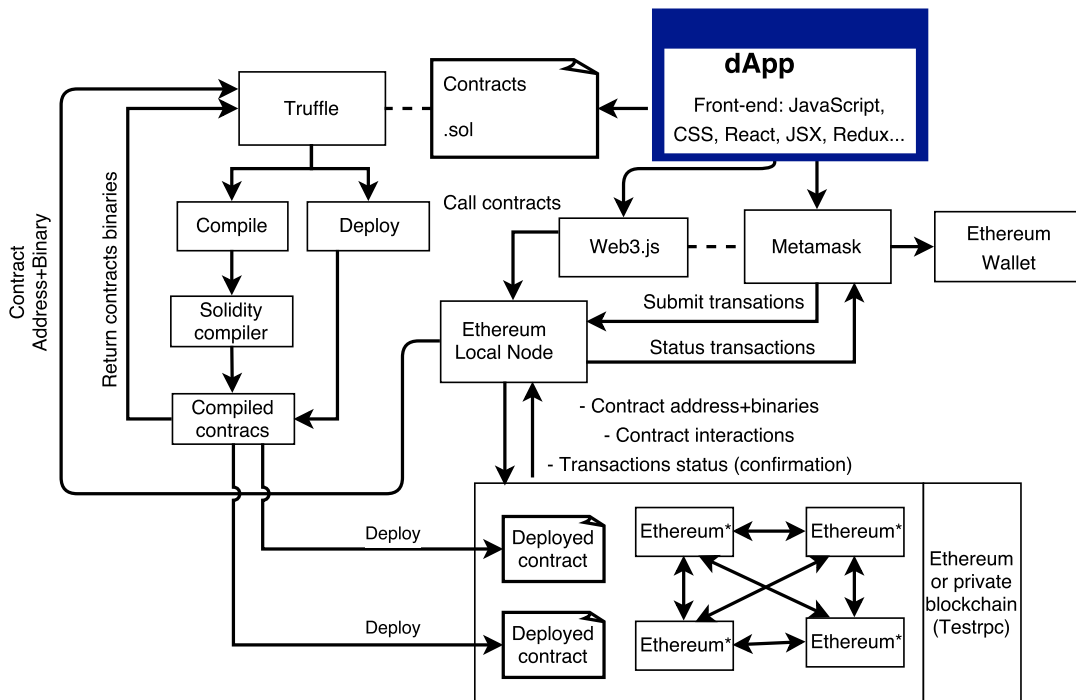 dApp
Front-end: JavaScript,
CSS, React, JSX, Redux...
Contracts
.sol
Truffle
Compile
Deploy
Call contracts
Web3.js
Metamask
Ethereum
Wallet
Contract
Address+Binary
Return contracts binaries
Solidity
compiler
Submit transations
Ethereum
Local Node
Status transactions
Compiled
contracs
- Contract address+binaries
- Contract interactions
- Transactions status (confirmation)
Deploy
Deployed
contract
Ethereum*
Ethereum*
Ethereum
or private
blockchain
(Testrpc)
Deploy
Deployed
contract
Ethereum*
Ethereum*